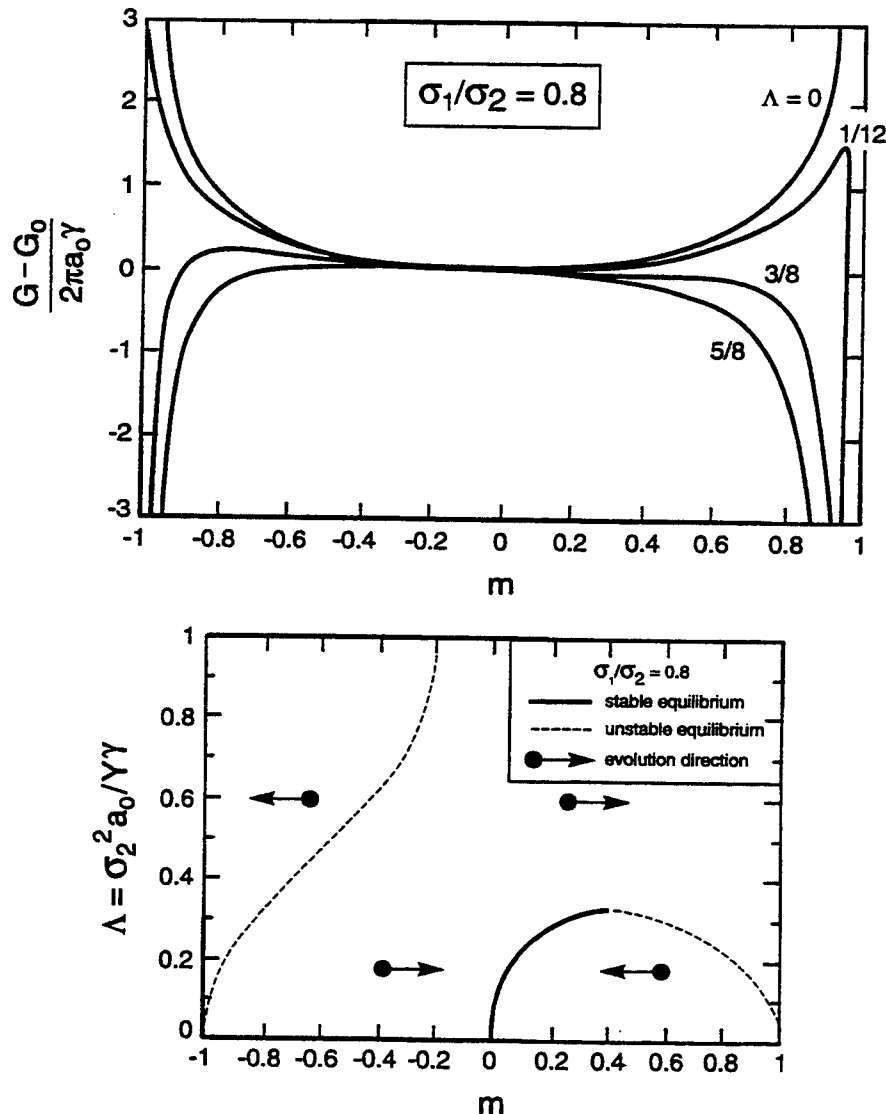 3
2
1
0
-1
-2
-3
G - G₀
2πa₀γ
σ₁/σ₂ = 0.8
Λ = 0
1/12
3/8
5/8
-1 -0.8 -0.6 -0.4 -0.2 0 0.2 0.4 0.6 0.8 1
m
1
0.8
0.6
0.4
0.2
0
Λ = σ₂²a₀/Yγ
σ₁/σ₂ = 0.8
stable equilibrium
unstable equilibrium
evolution direction
-1 -0.8 -0.6 -0.4 -0.2 0 0.2 0.4 0.6 0.8 1
m